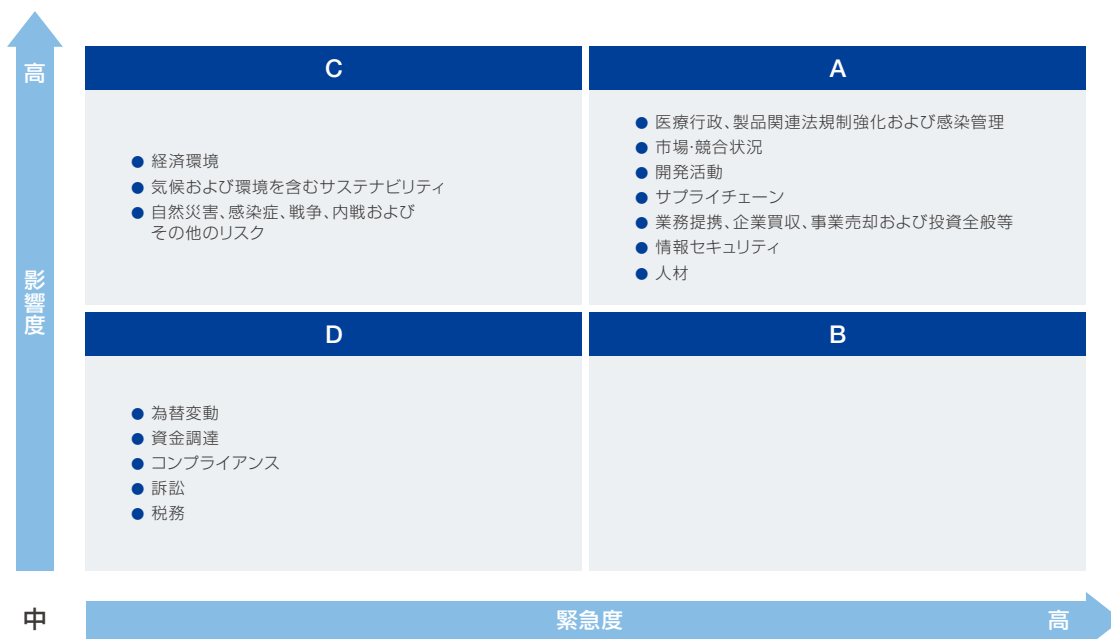 高
影響度
C
● 経済環境
● 気候および環境を含むサステナビリティ
● 自然災害、感染症、戦争、内戦および
その他のリスク
A
● 医療行政、製品関連法規制強化および感染管理
● 市場・競合状況
● 開発活動
● サプライチェーン
● 業務提携、企業買収、事業売却および投資全般等
● 情報セキュリティ
● 人材
D
● 為替変動
● 資金調達
● コンプライアンス
● 訴訟
● 税務
B
中
緊急度
高